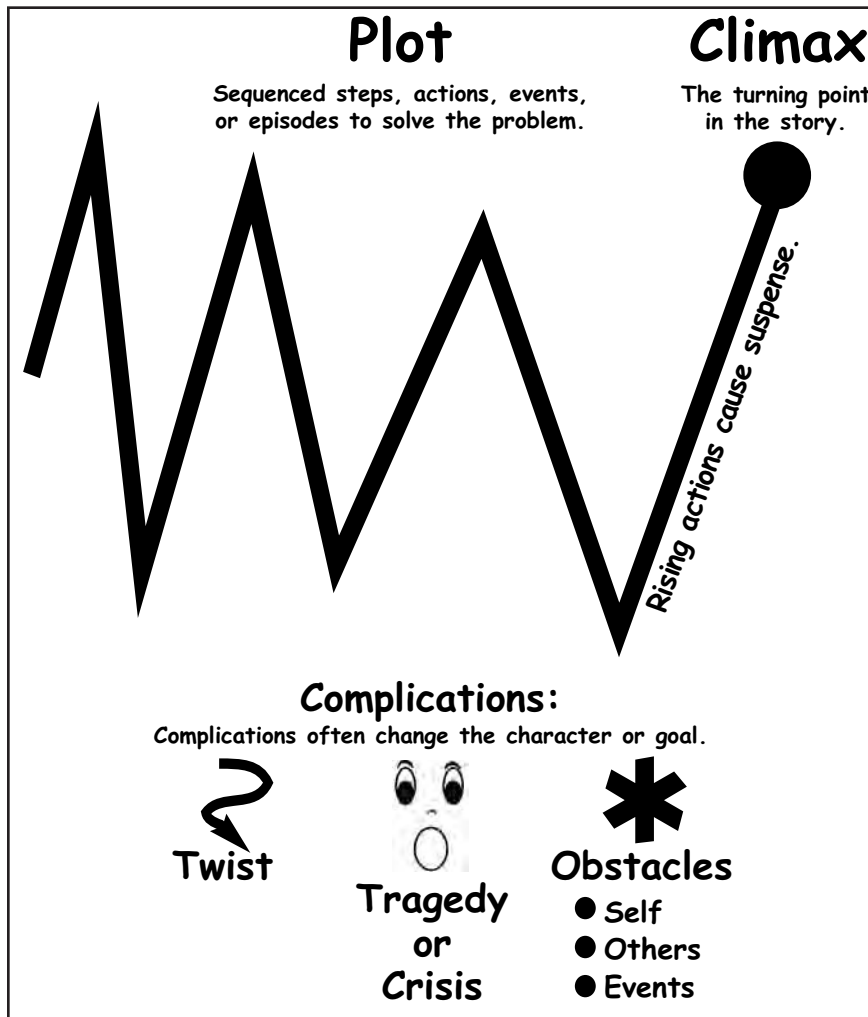 Plot
Sequenced steps, actions, events,
or episodes to solve the problem.
Climax
The turning point
in the story.
Rising actions cause suspense.
Complications:
Complications often change the character or goal.
Twist
Tragedy
or
Crisis
Obstacles
Self
Others
Events